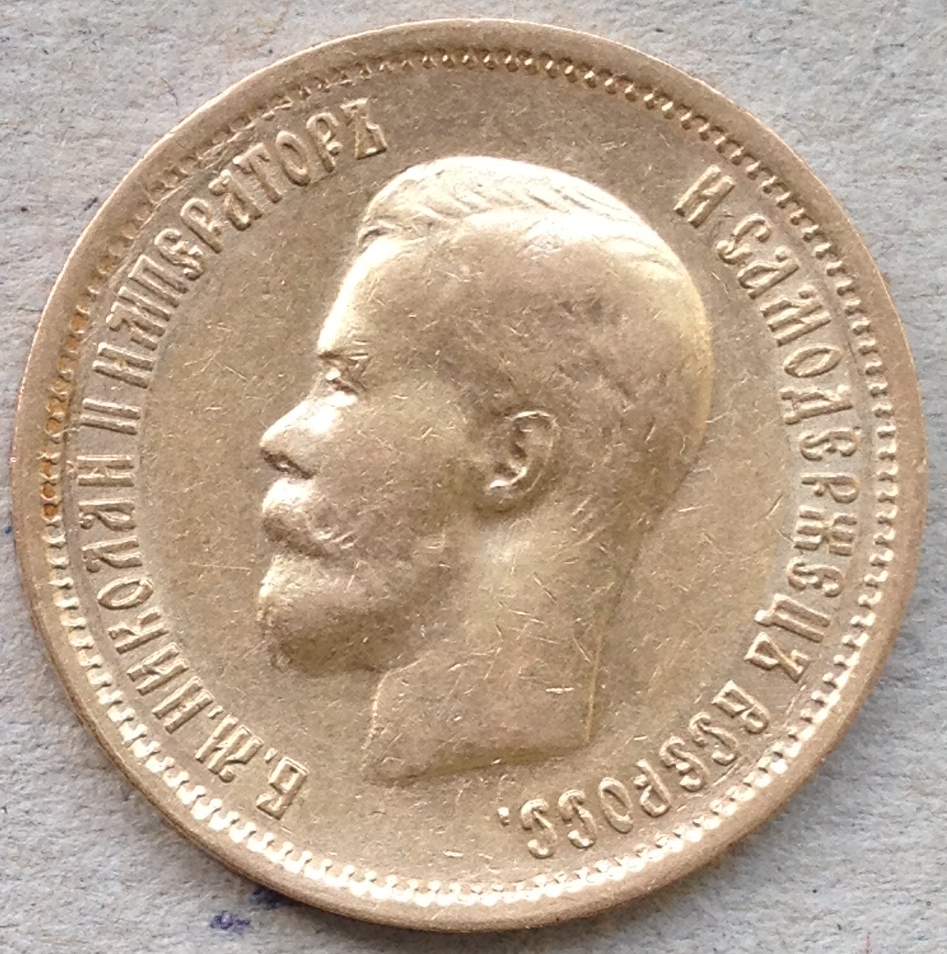 Б. М. НИКОЛАЙ II ИМПЕРАТОРЪ
И САМОДЕРЖЕЦЪ ВСЕРОСС.